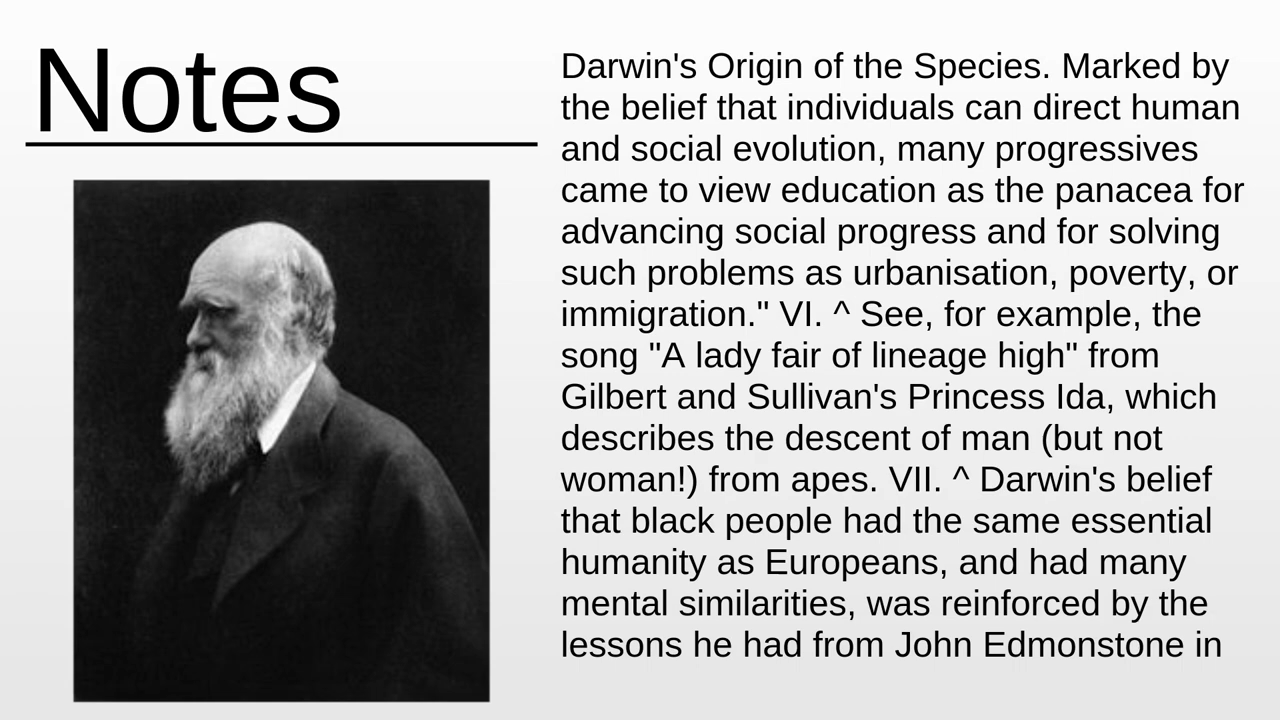 Notes
Darwin's Origin of the Species. Marked by
the belief that individuals can direct human
and social evolution, many progressives
came to view education as the panacea for
advancing social progress and for solving
such problems as urbanisation, poverty, or
immigration." VI. ^ See, for example, the
song "A lady fair of lineage high" from
Gilbert and Sullivan's Princess Ida, which
describes the descent of man (but not
woman!) from apes. VII. ^ Darwin's belief
that black people had the same essential
humanity as Europeans, and had many
mental similarities, was reinforced by the
lessons he had from John Edmonstone in